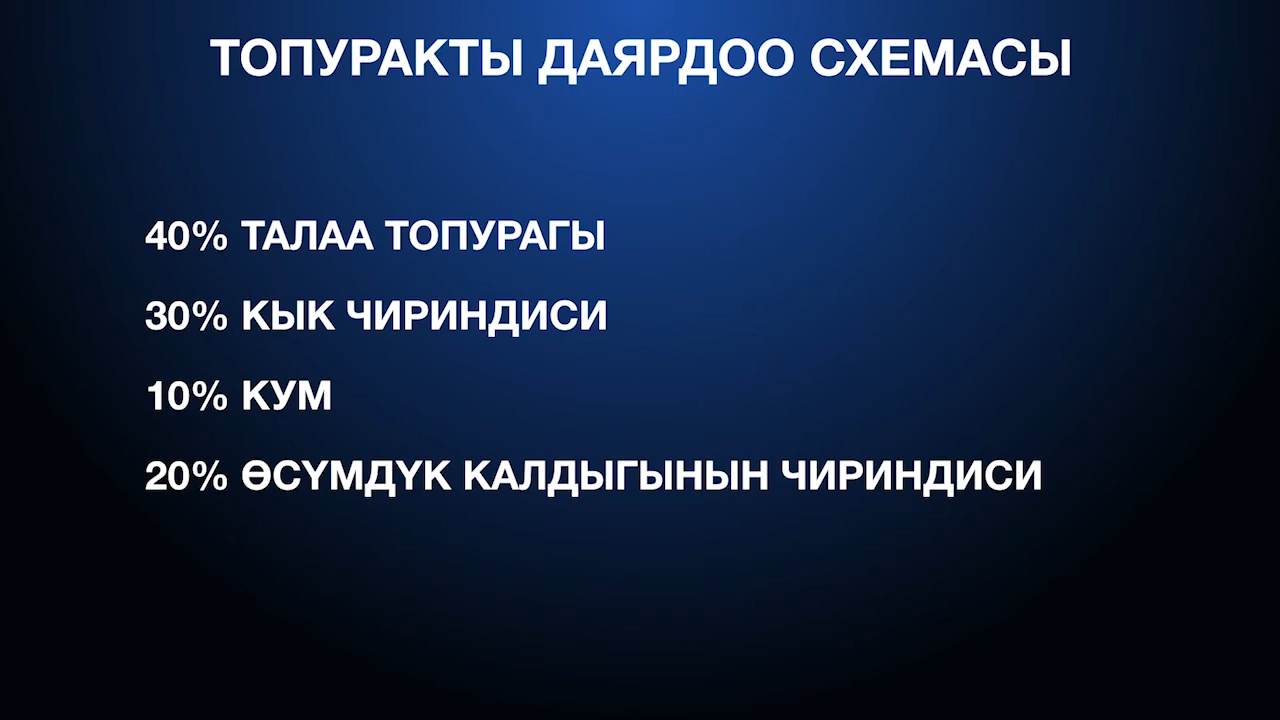 ТОПУРАКТЫ ДАЯРДОО СХЕМАСЫ
40% ТАЛАА ТОПУРАГЫ
30% КЫК ЧИРИНДИСИ
10% КУМ
20% ӨСҮМДҮК КАЛДЫГЫНЫН ЧИРИНДИСИ